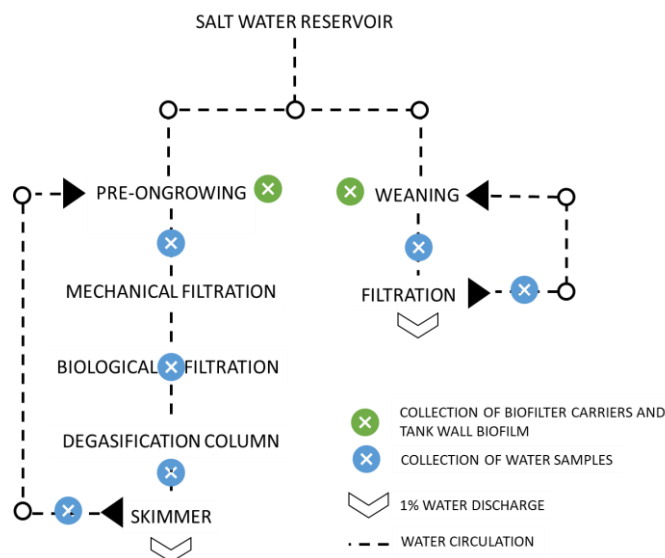 SALT WATER RESERVOIR
PRE-ONGROWING
WEANING
MECHANICAL FILTRATION
FILTRATION
BIOLOGICAL FILTRATION
DEGASIFICATION COLUMN
SKIMMER
COLLECTION OF BIOFILTER CARRIERS AND
TANK WALL BIOFILM
COLLECTION OF WATER SAMPLES
1% WATER DISCHARGE
WATER CIRCULATION